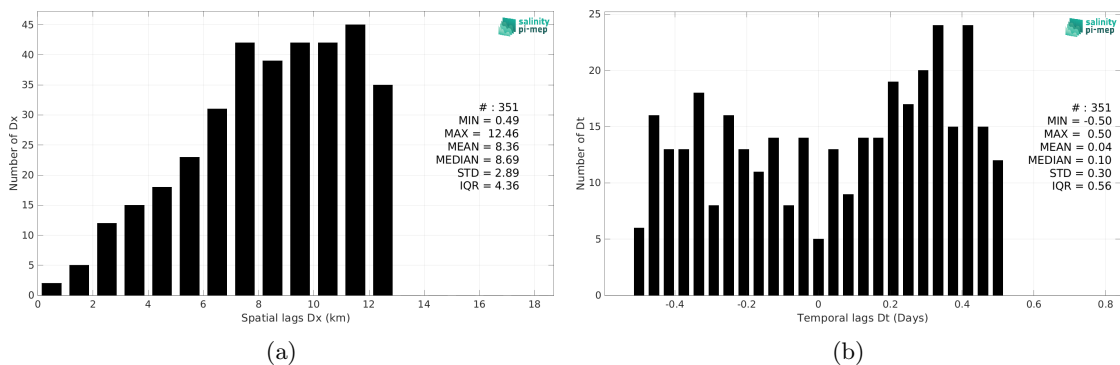 45
40
35
30
25
20
15
10
5
0
Number of Dx
salinity
pi-mep
# : 351
MIN = 0.49
MAX = 12.46
MEAN = 8.36
MEDIAN = 8.69
STD = 2.89
IQR = 4.36
0 2 4 6 8 10 12 14 16 18
Spatial lags Dx (km)
(a)
25
20
15
10
5
0
Number of Dt
salinity
pi-mep
# : 351
MIN = -0.50
MAX = 0.50
MEAN = 0.04
MEDIAN = 0.10
STD = 0.30
IQR = 0.56
-0.4 -0.2 0 0.2 0.4 0.6 0.8
Temporal lags Dt (Days)
(b)